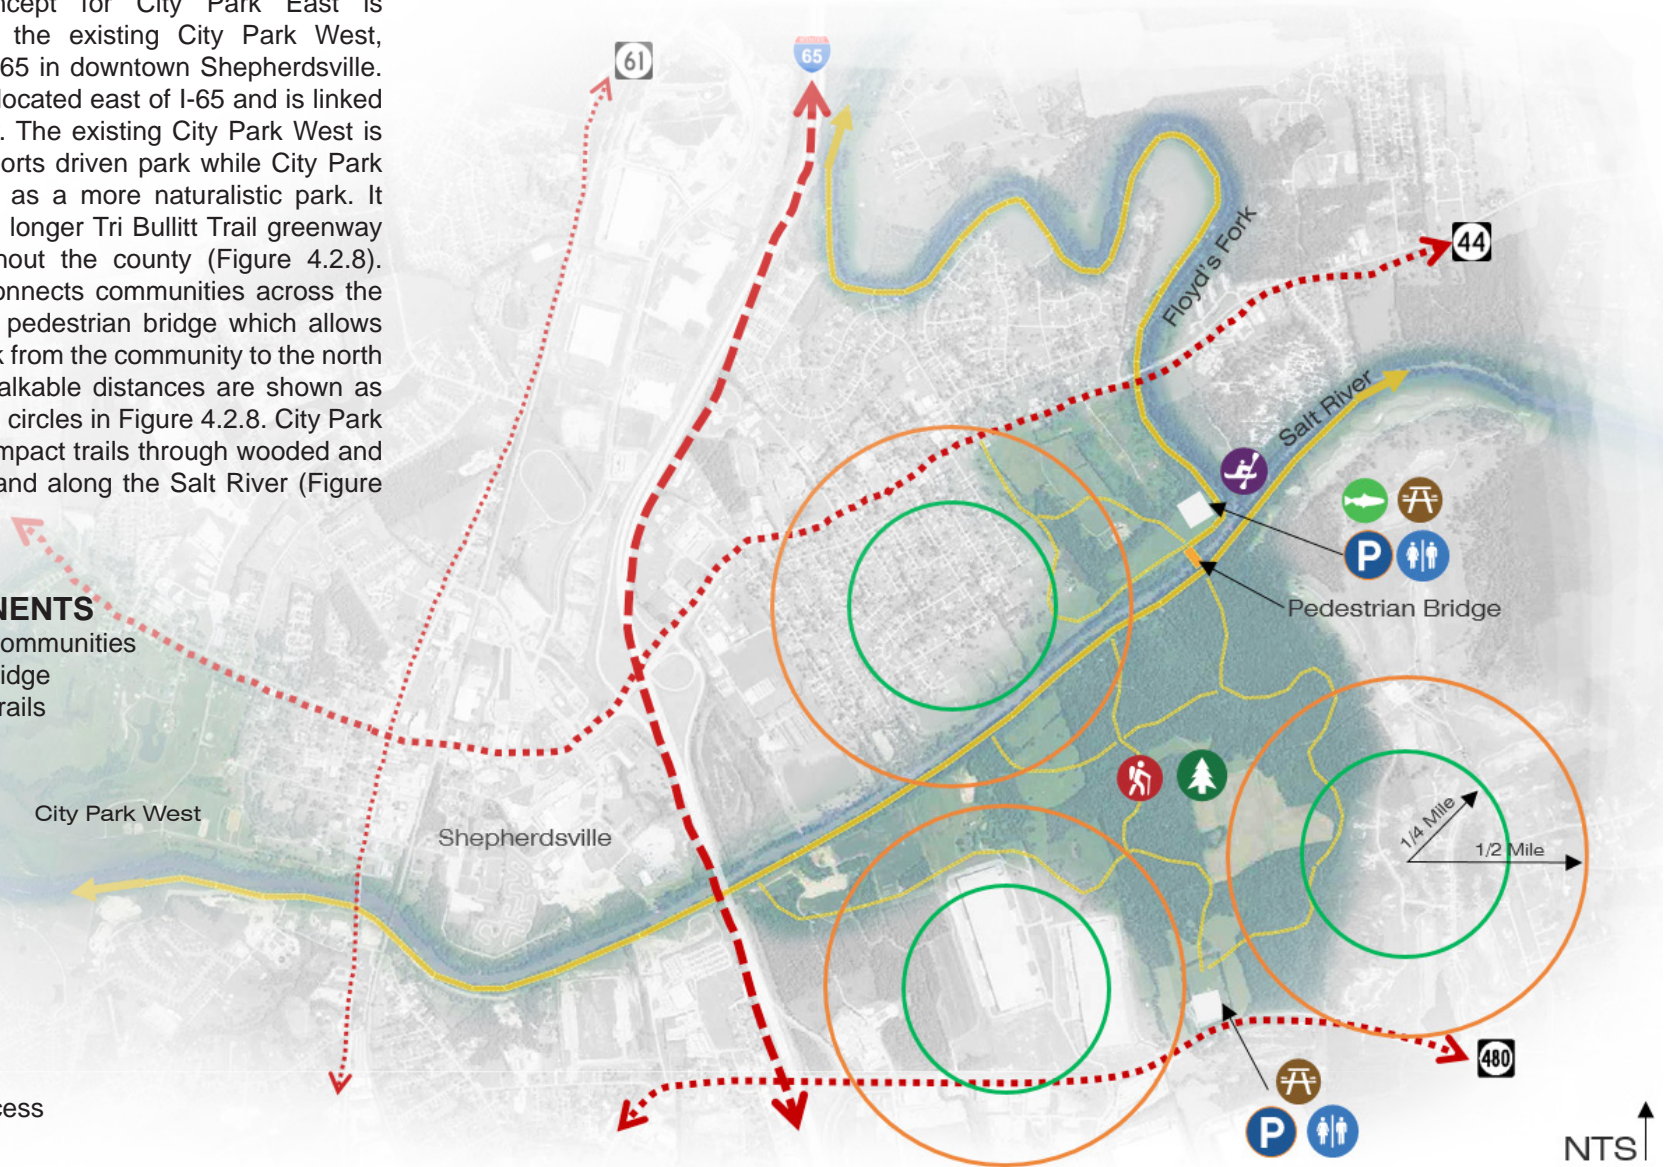 ncept for City Park East is
the existing City Park West,
65 in downtown Shepherdsville.
located east of I-65 and is linked
. The existing City Park West is
orts driven park while City Park
as a more naturalistic park. It
longer Tri Bullitt Trail greenway
hout the county (Figure 4.2.8).
onnects communities across the
pedestrian bridge which allows
k from the community to the north
alkable distances are shown as
circles in Figure 4.2.8. City Park
mpact trails through wooded and
and along the Salt River (Figure
NENTS
ommunities
idge
rails
cess
61
65
44
Floyd's Fork
Salt River
P
Pedestrian Bridge
City Park West
Shepherdsville
1/4 Mile
1/2 Mile
480
P
NTS